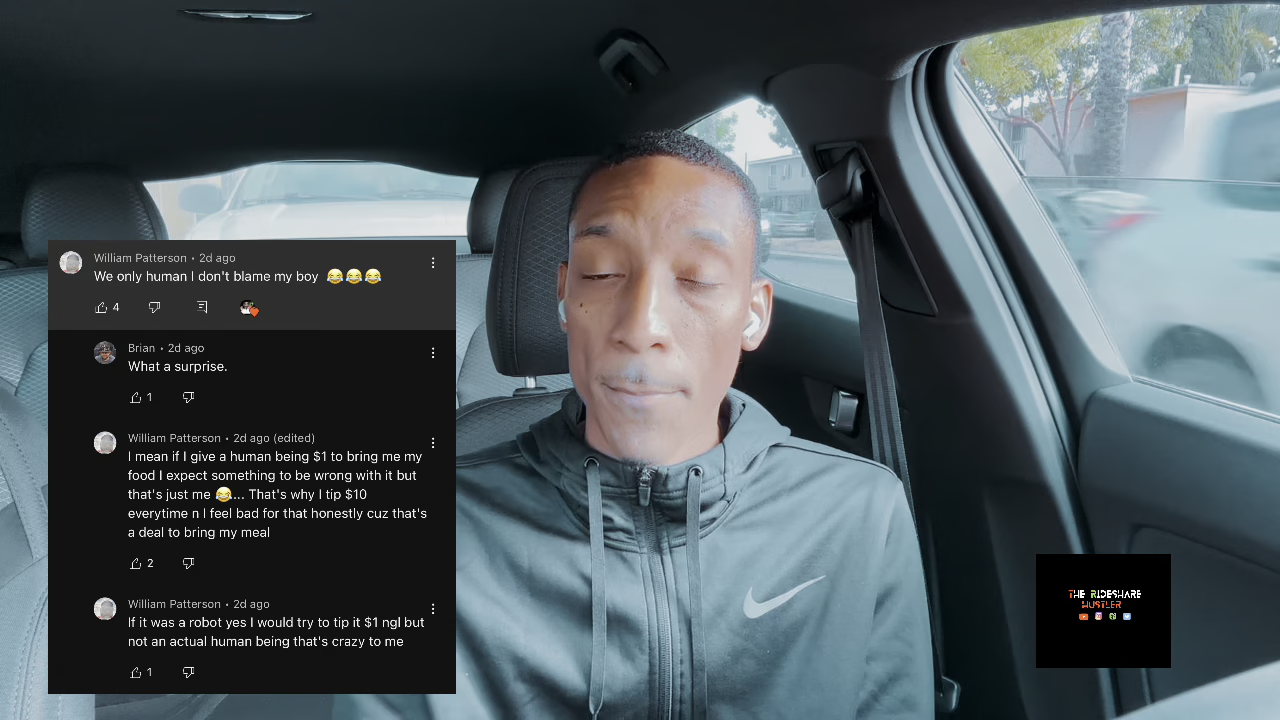 William Patterson • 2d ago
We only human I don't blame my boy 😂😂😂
4
Brian • 2d ago
What a surprise.
1
William Patterson • 2d ago (edited)
I mean if I give a human being $1 to bring me my
food I expect something to be wrong with it but
that's just me 😂... That's why I tip $10
everytime n I feel bad for that honestly cuz that's
a deal to bring my meal
2
William Patterson • 2d ago
If it was a robot yes I would try to tip it $1 ngl but
not an actual human being that's crazy to me
1
THE RIDESHARE
HUSTLER